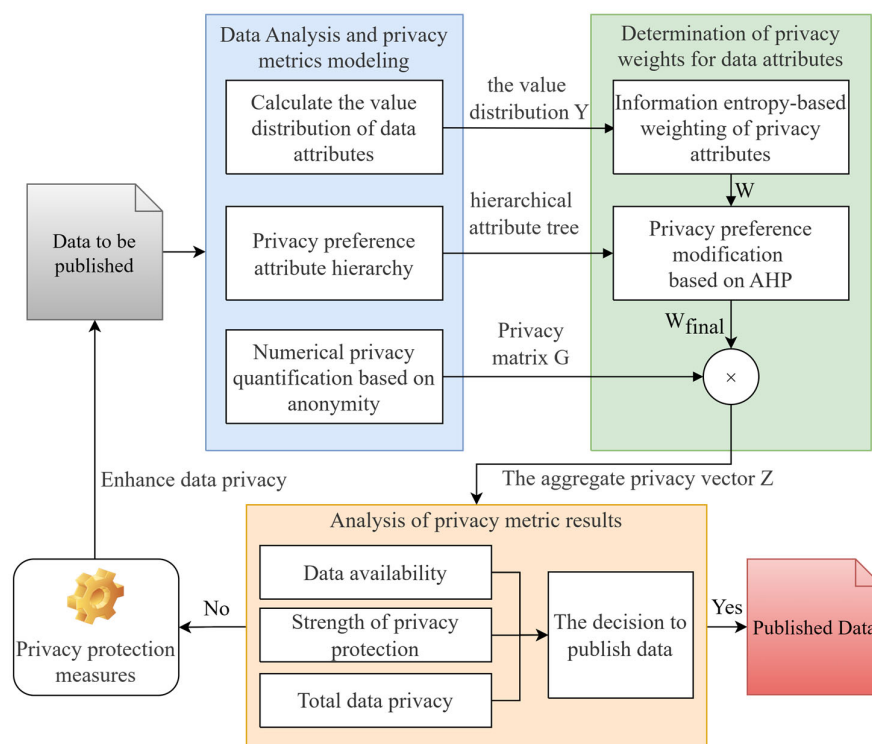 Data Analysis and privacy
metrics modeling
Calculate the value
distribution of data
attributes
Privacy preference
attribute hierarchy
Numerical privacy
quantification based on
anonymity
the value
distribution Y
hierarchical
attribute tree
Privacy
matrix G
Determination of privacy
weights for data attributes
Information entropy-based
weighting of privacy
attributes
W
Privacy preference
modification
based on AHP
W final
×
Data to be
published
Enhance data privacy
The aggregate privacy vector Z
Analysis of privacy metric results
Data availability
Strength of privacy
protection
Total data privacy
The decision to
publish data
No
Yes
Privacy protection
measures
Published Data